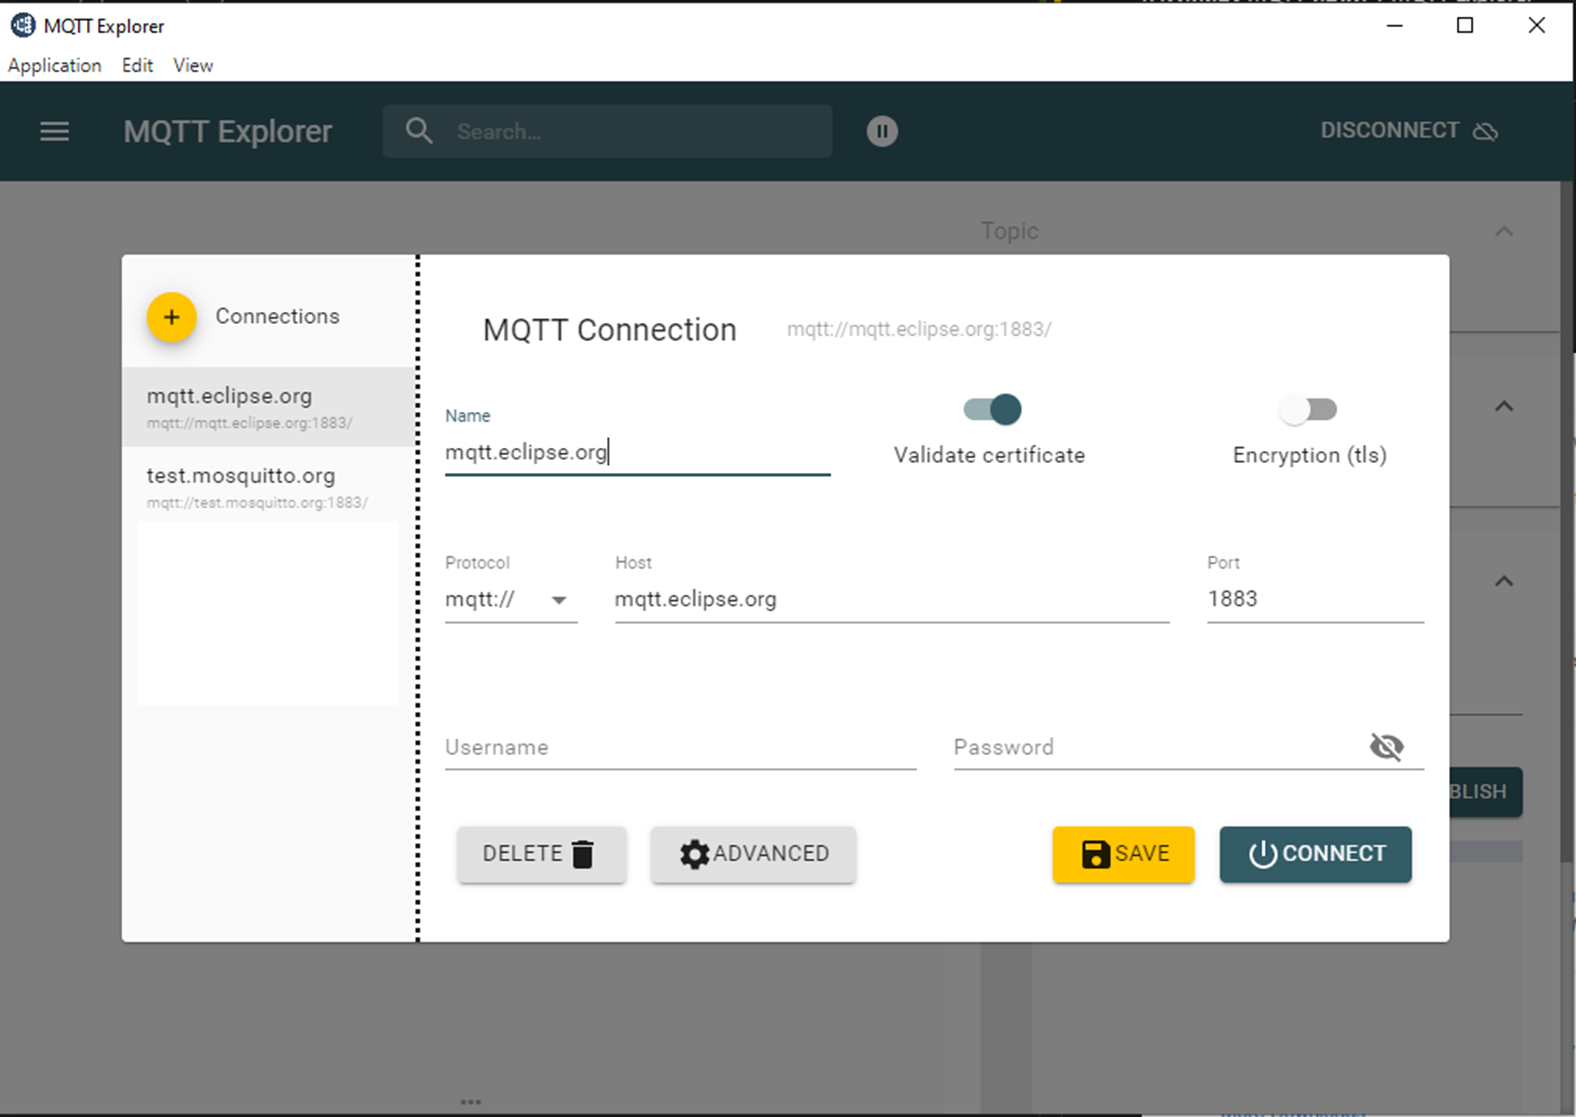 MQTT Explorer
Application Edit View
MQTT Explorer Search... DISCONNECT
Topic
+ Connections
mqtt.eclipse.org
mqtt://mqtt.eclipse.org:1883/
test.mosquitto.org
mqtt://test.mosquitto.org:1883/
MQTT Connection mqtt://mqtt.eclipse.org:1883/
Name
mqtt.eclipse.org
Validate certificate
Encryption (tls)
Protocol
mqtt://
Host
mqtt.eclipse.org
Port
1883
Username
Password
DELETE ADVANCED SAVE CONNECT
BLISH
...